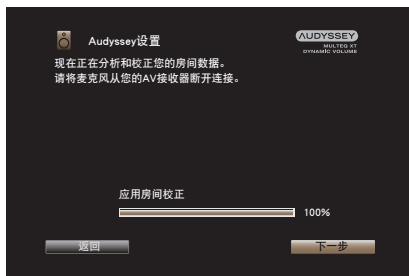 Audyssey设置
AUDYSSEY
MULTEQ XT
DYNAMIC VOLUME
现在正在分析和校正您的房间数据。
请将麦克风从您的AV接收器断开连接。
应用房间校正
100%
返回
下一步